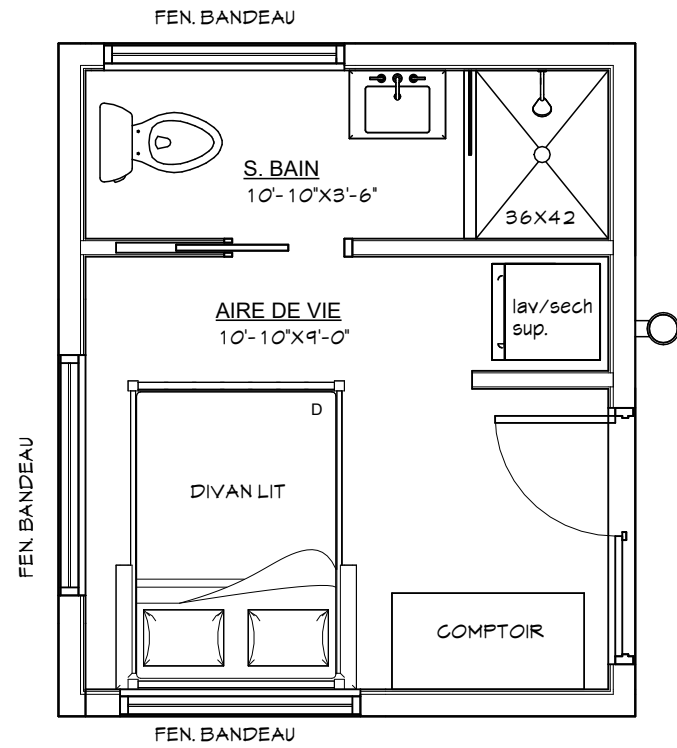 FEN. BANDEAU
S. BAIN
10'-10"X3'-6"
36X42
AIRE DE VIE
10'-10"X9'-0"
lav/sech
sup.
D
DIVAN LIT
FEN. BANDEAU
COMPTOIR
FEN. BANDEAU